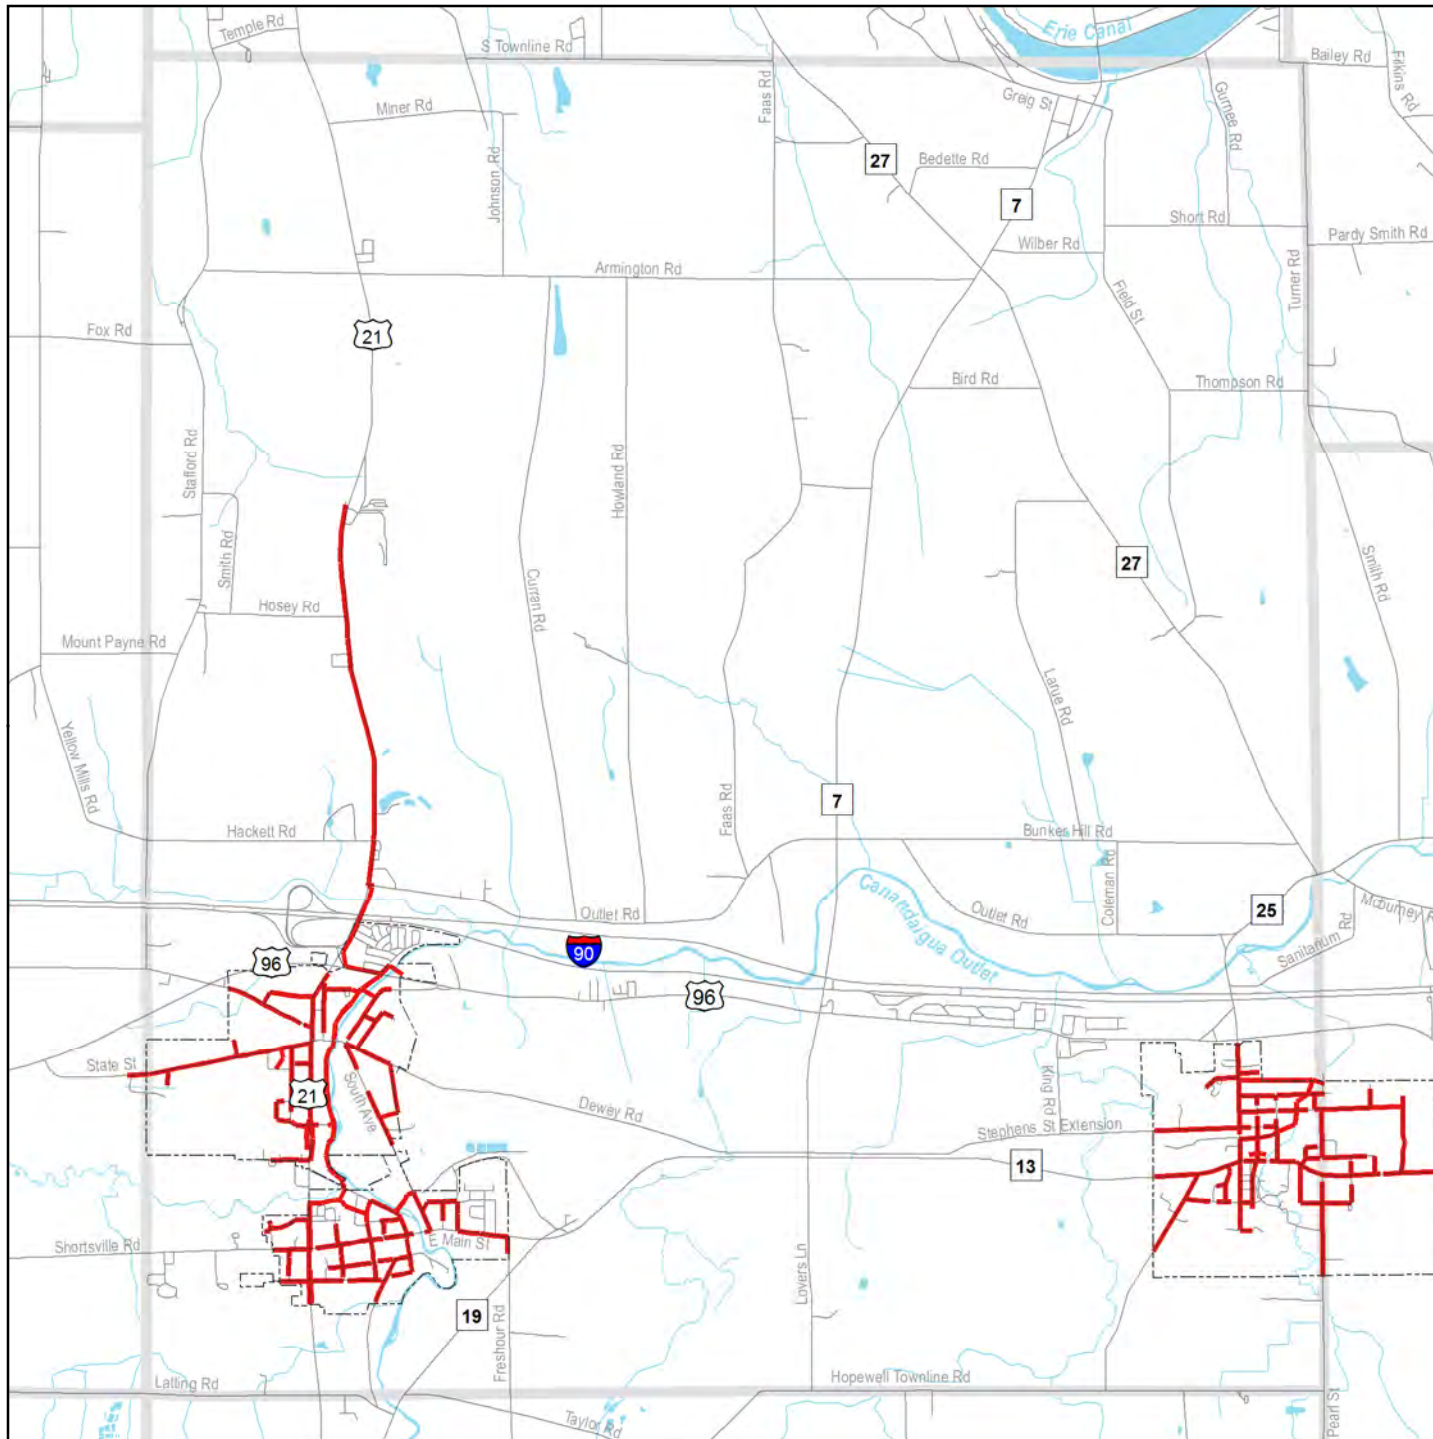 Temple Rd
S Townline Rd
Erie Canal
Bailey Rd
Fikins Rd
Faas Rd
Miner Rd
Greig St
Gurnee Rd
27
Bedette Rd
Johnson Rd
7
Short Rd
Pardy Smith Rd
Wilber Rd
Turner Rd
Armington Rd
Field St
Fox Rd
21
Bird Rd
Thompson Rd
Stafford Rd
Howland Rd
Smith Rd
27
Smith Rd
Curran Rd
Hosey Rd
Mount Payne Rd
Larue Rd
Yellow Mills Rd
Faas Rd
7
Hackett Rd
Bunker Hill Rd
Coleman Rd
Canandaigua Outlet
Outlet Rd
Outlet Rd
25
Mcburney R
Sanitarium Rd
90
96
96
State St
21
South Ave
Dewey Rd
King Rd
Stephens St Extension
13
E Main St
Shortsville Rd
Lovers Ln
19
Freshour Rd
Latting Rd
Hopewell Townline Rd
Taylor Rd
Pearl St